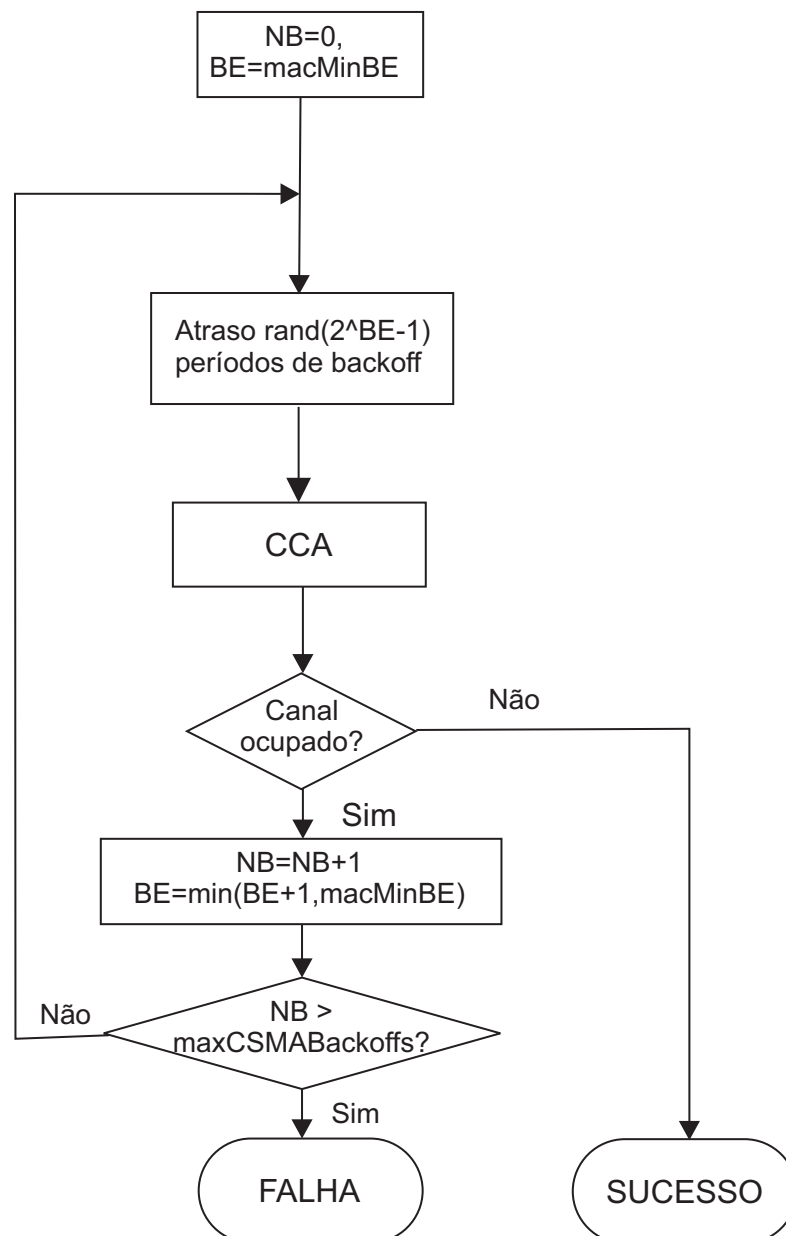 NB=0,
BE=macMinBE
Atraso rand(2^BE-1)
períodos de backoff
CCA
Canal
ocupado?
Não
Sim
NB=NB+1
BE=min(BE+1,macMinBE)
Não
NB >
maxCSMABackoffs?
Sim
FALHA
SUCESSO